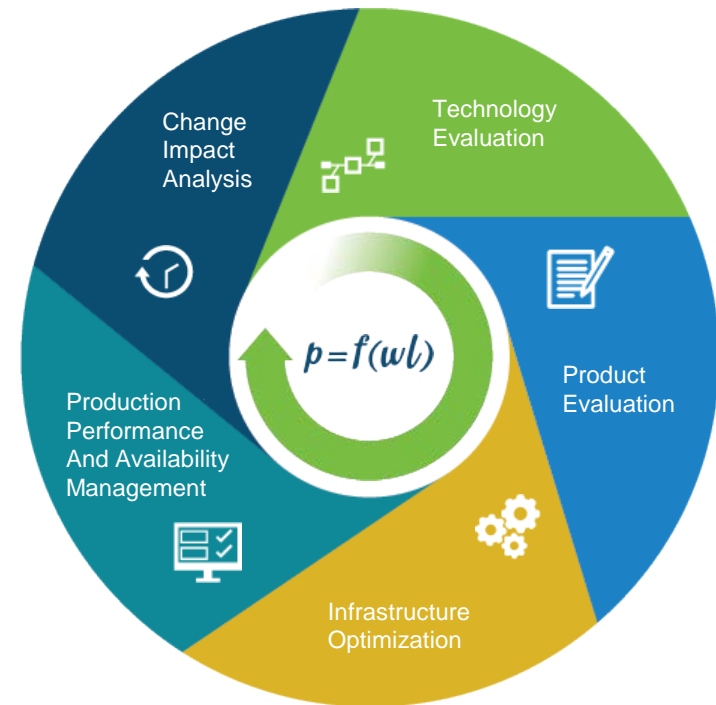 Technology
Evaluation
Product
Evaluation
Infrastructure
Optimization
Production
Performance
And Availability
Management
Change
Impact
Analysis
p=f(wl)